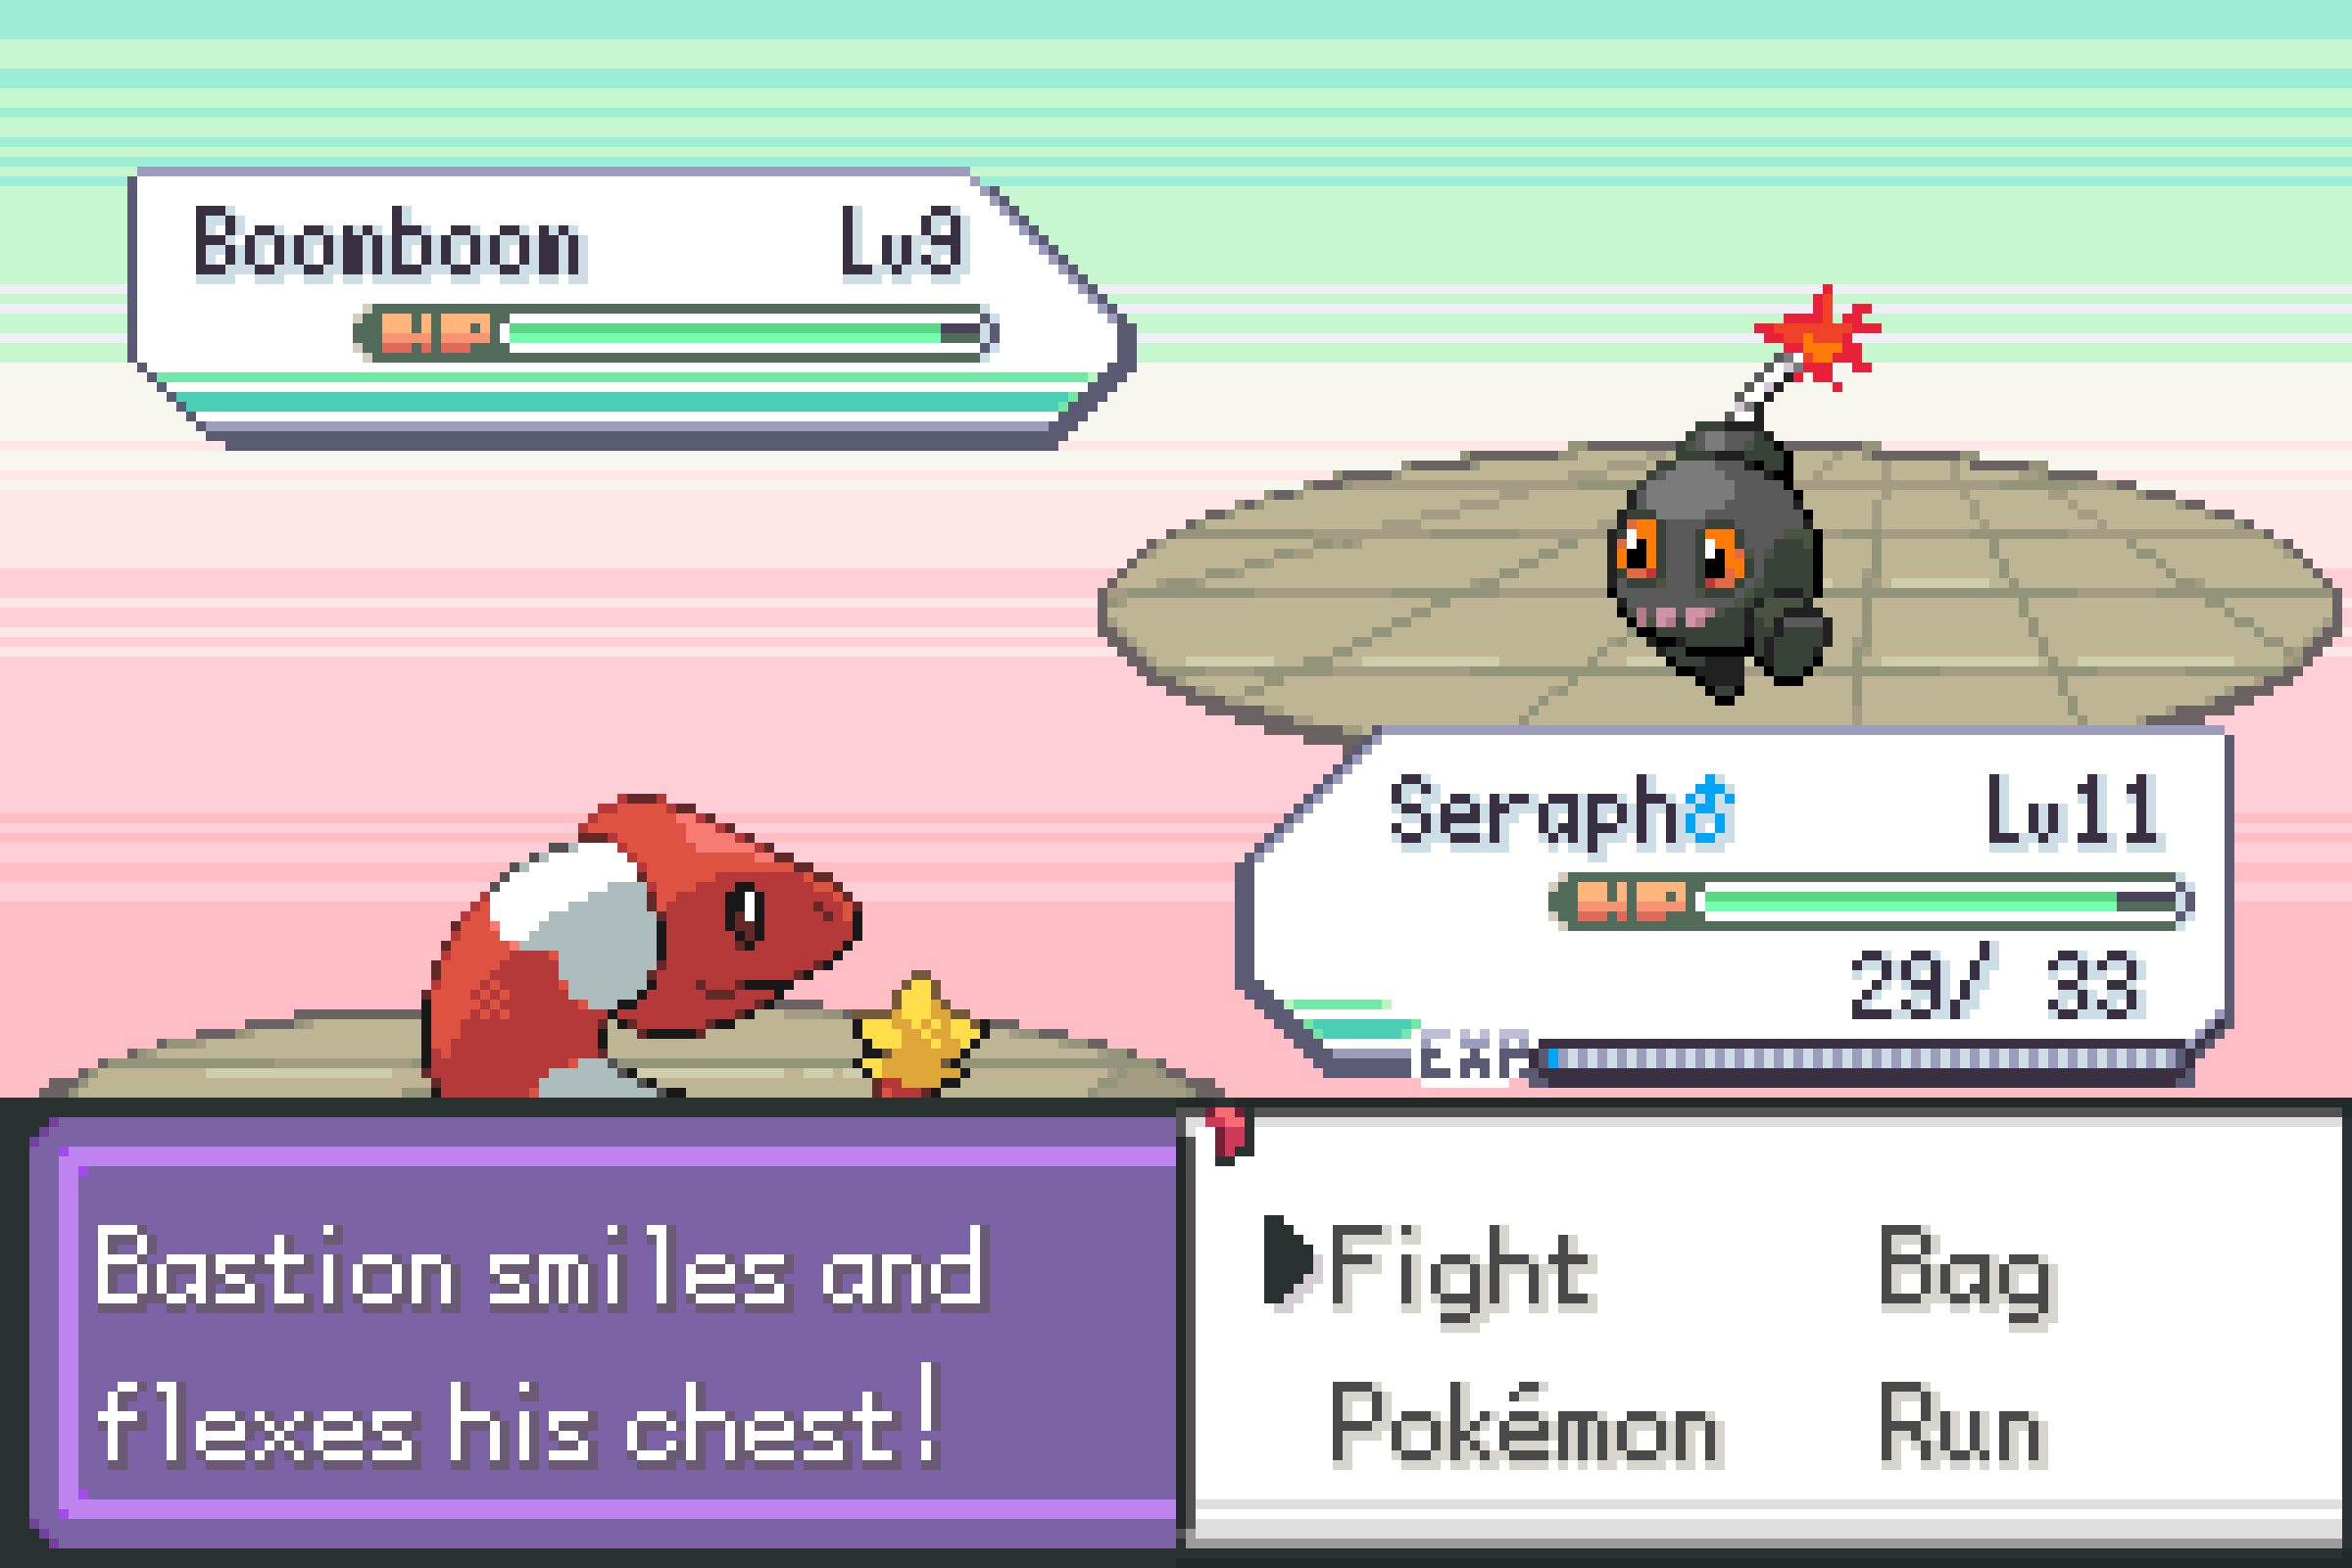 Boomboom Lv9
HP
Seraph♂ Lv11
HP
29/ 33
EXP
Bastion smiles and
flexes his chest!
Fight Bag
Pokémon Run